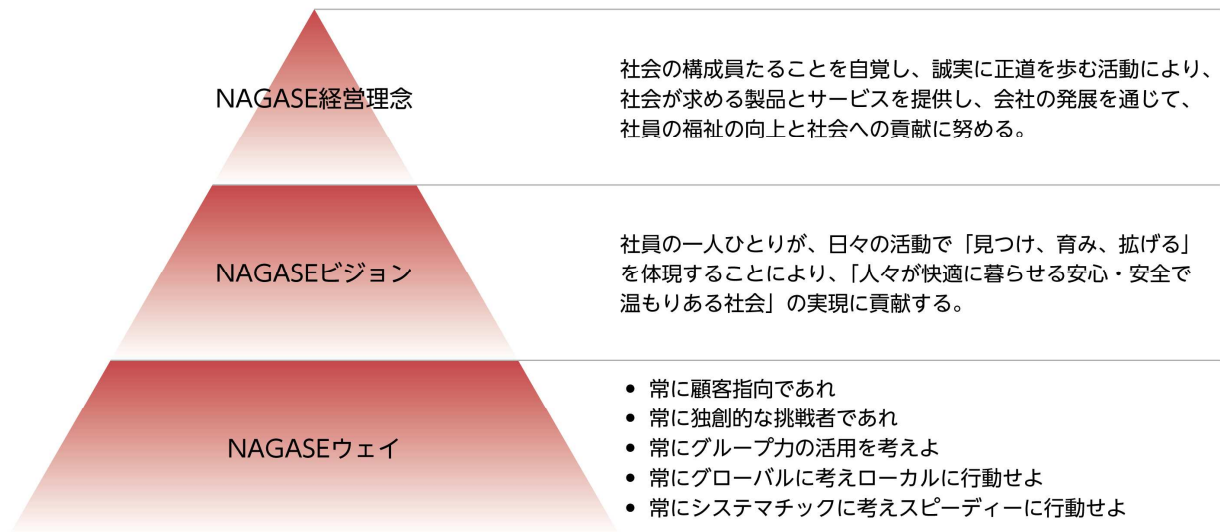 NAGASE経営理念
社会の構成員たることを自覚し、誠実に正道を歩む活動により、
社会が求める製品とサービスを提供し、会社の発展を通じて、
社員の福祉の向上と社会への貢献に努める。
NAGASEビジョン
社員の一人ひとりが、日々の活動で「見つけ、育み、拡げる」
を体現することにより、「人々が快適に暮らせる安心・安全で
温もりある社会」の実現に貢献する。
NAGASEウェイ
• 常に顧客指向であれ
• 常に独創的な挑戦者であれ
• 常にグループ力の活用を考えよ
• 常にグローバルに考えローカルに行動せよ
• 常にシステマチックに考えスピーディーに行動せよ